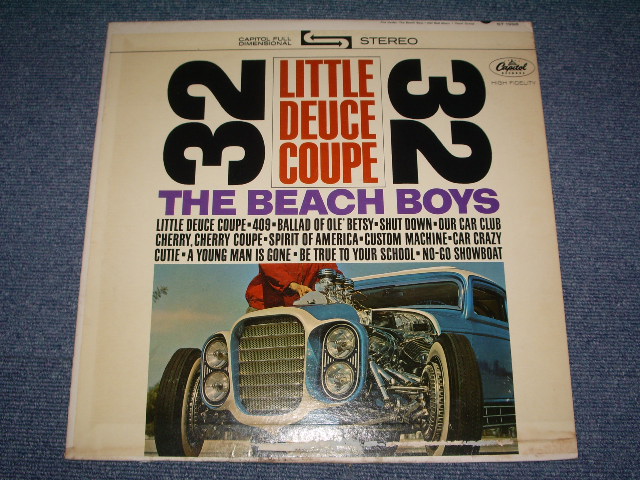 CAPITOL FULL DIMENSIONAL STEREO
Capitol
RECORDS
HIGH FIDELITY
32 LITTLE DEUCE COUPE 32
THE BEACH BOYS
LITTLE DEUCE COUPE•409•BALLAD OF OLE' BETSY•SHUT DOWN•OUR CAR CLUB
CHERRY, CHERRY COUPE•SPIRIT OF AMERICA•CUSTOM MACHINE•CAR CRAZY
CUTIE•A YOUNG MAN IS GONE•BE TRUE TO YOUR SCHOOL•NO-GO SHOWBOAT